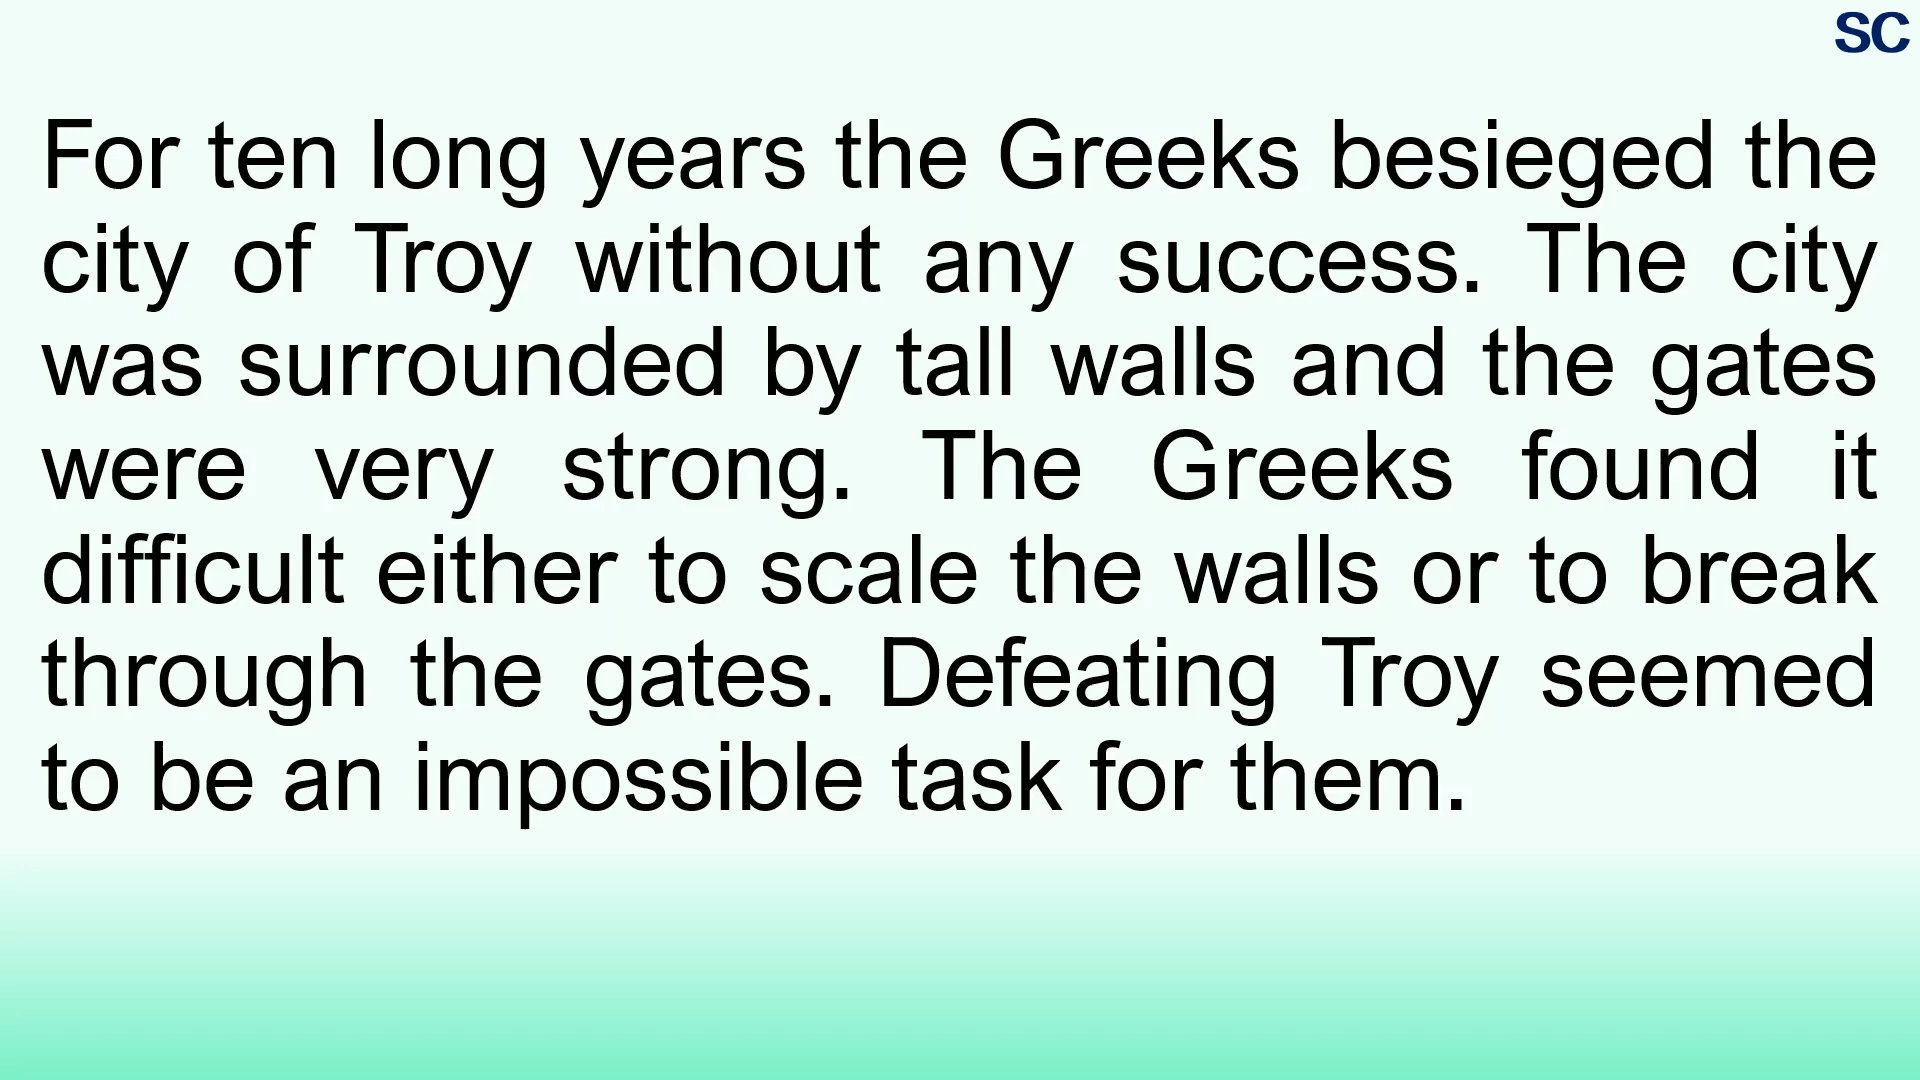 SC
For ten long years the Greeks besieged the
city of Troy without any success. The city
was surrounded by tall walls and the gates
were very strong. The Greeks found it
difficult either to scale the walls or to break
through the gates. Defeating Troy seemed
to be an impossible task for them.